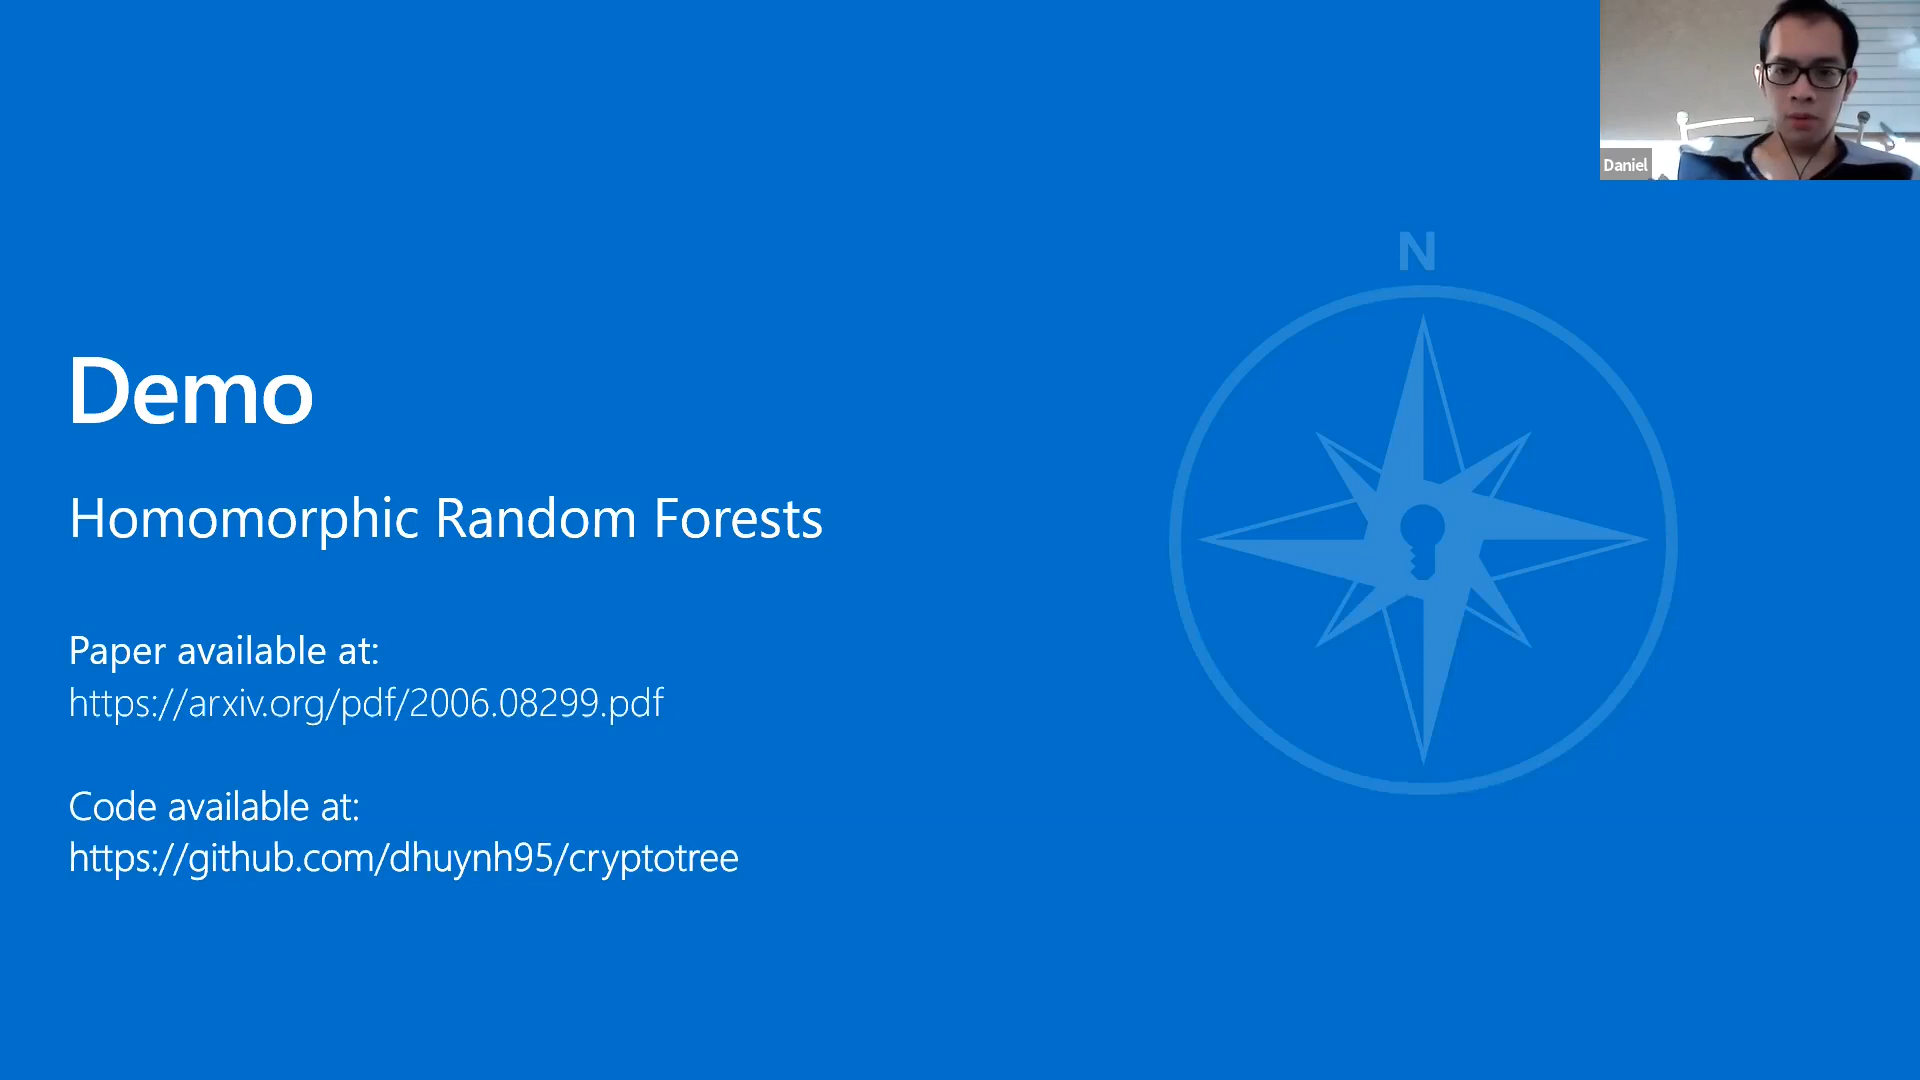 Daniel
N
Demo
Homomorphic Random Forests
Paper available at:
https://arxiv.org/pdf/2006.08299.pdf
Code available at:
https://github.com/dhuynh95/cryptotree